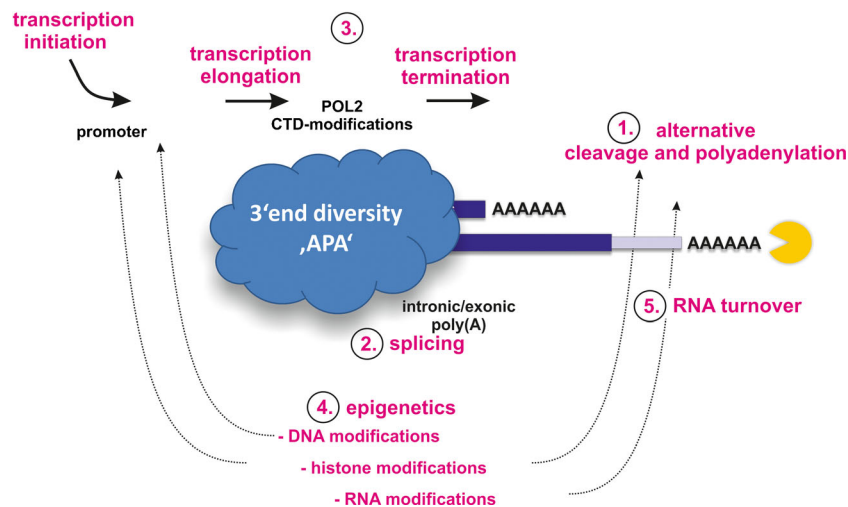 transcription
initiation
3.
transcription
elongation
transcription
termination
POL2
CTD-modifications
promoter
1. alternative
cleavage and polyadenylation
3‘end diversity
‚APA‘
AAAAAA
AAAAAA
intronic/exonic
poly(A)
5. RNA turnover
2. splicing
4. epigenetics
- DNA modifications
- histone modifications
- RNA modifications